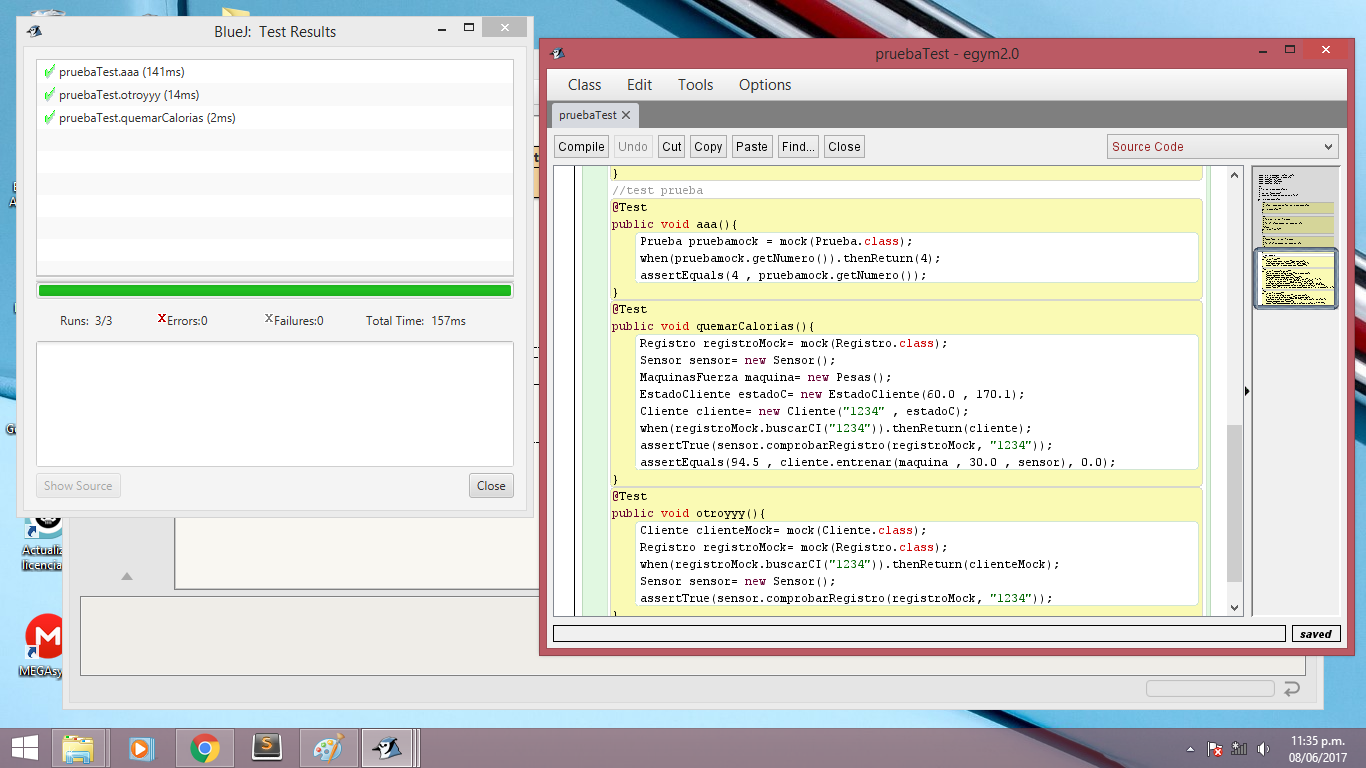 BlueJ: Test Results
pruebaTest.aaa (141ms)
pruebaTest.otroyyy (14ms)
pruebaTest.quemarCalorias (2ms)
Runs: 3/3
Errors:0
Failures:0
Total Time: 157ms
Show Source
Close
pruebaTest - egym2.0
Class Edit Tools Options
pruebaTest
Compile Undo Cut Copy Paste Find... Close
Source Code
}
//test prueba
@Test
public void aaa(){
Prueba pruebamock = mock(Prueba.class);
when(pruebamock.getNumero()).thenReturn(4);
assertEquals(4 , pruebamock.getNumero());
}
@Test
public void quemarCalorias(){
Registro registroMock= mock(Registro.class);
Sensor sensor= new Sensor();
MaquinasFuerza maquina= new Pesas();
EstadoCliente estadoC= new EstadoCliente(60.0 , 170.1);
Cliente cliente= new Cliente("1234" , estadoC);
when(registroMock.buscarCI("1234")).thenReturn(cliente);
assertTrue(sensor.comprobarRegistro(registroMock, "1234"));
assertEquals(94.5 , cliente.entrenar(maquina , 30.0 , sensor), 0.0);
}
@Test
public void otroyyy(){
Cliente clienteMock= mock(Cliente.class);
Registro registroMock= mock(Registro.class);
when(registroMock.buscarCI("1234")).thenReturn(clienteMock);
Sensor sensor= new Sensor();
assertTrue(sensor.comprobarRegistro(registroMock, "1234"));
saved
Actualiz
licencia
MEGAsy
11:35 p.m.
08/06/2017